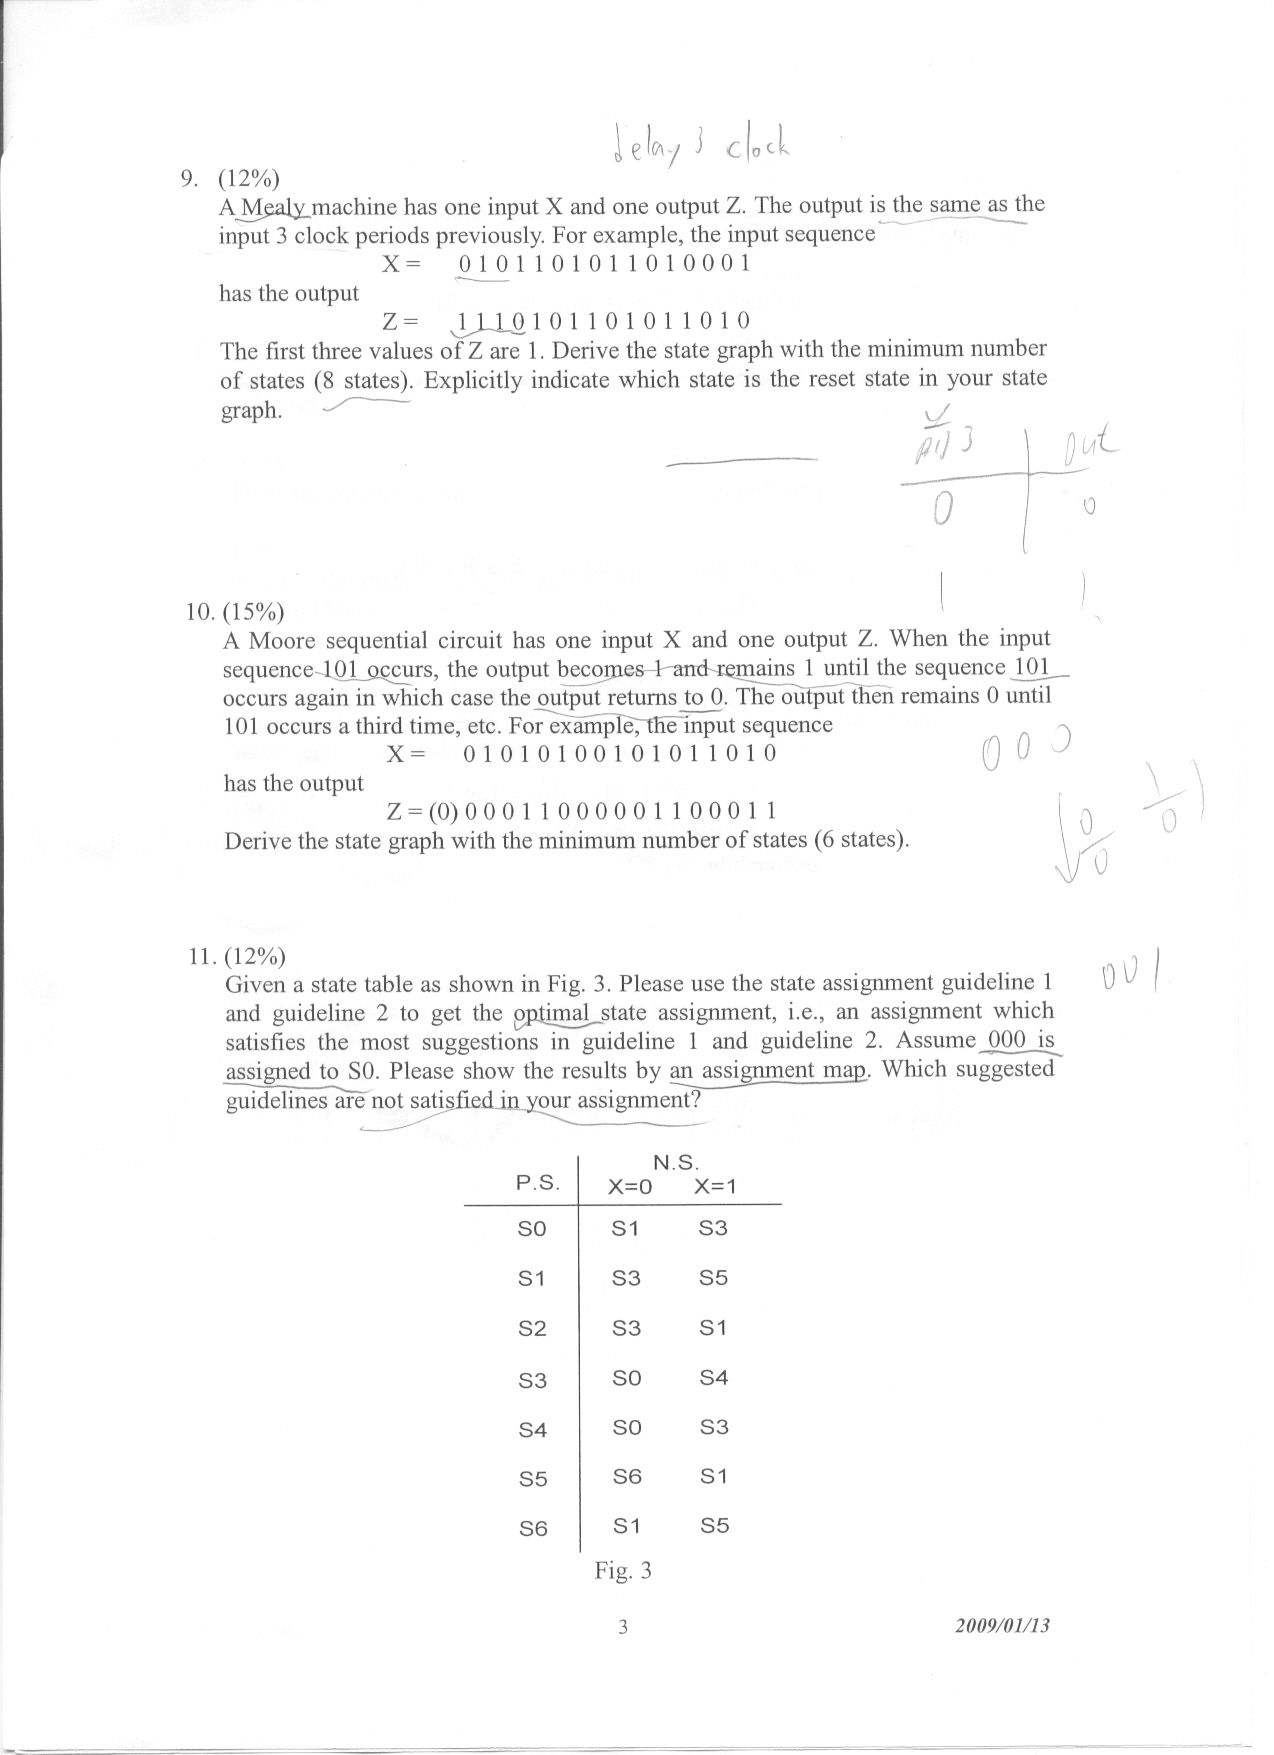 delay 3 clock
9. (12%)
A Mealy machine has one input X and one output Z. The output is the same as the
input 3 clock periods previously. For example, the input sequence
X = 0 1 0 1 1 0 1 0 1 1 0 1 0 0 0 1
has the output
Z = 1 1 1 0 1 0 1 1 0 1 0 1 1 0 1 0
The first three values of Z are 1. Derive the state graph with the minimum number
of states (8 states). Explicitly indicate which state is the reset state in your state
graph.
3 out
0 0
1 1
10. (15%)
A Moore sequential circuit has one input X and one output Z. When the input
sequence 101 occurs, the output becomes 1 and remains 1 until the sequence 101
occurs again in which case the output returns to 0. The output then remains 0 until
101 occurs a third time, etc. For example, the input sequence
X = 0 1 0 1 0 1 0 0 1 0 1 0 1 1 0 1 0
0 0 0
has the output
Z = (0) 0 0 0 1 1 0 0 0 0 0 1 1 0 0 0 1 1
Derive the state graph with the minimum number of states (6 states).
0/0 1/0
11. (12%)
Given a state table as shown in Fig. 3. Please use the state assignment guideline 1
001
and guideline 2 to get the optimal state assignment, i.e., an assignment which
satisfies the most suggestions in guideline 1 and guideline 2. Assume 000 is
assigned to S0. Please show the results by an assignment map. Which suggested
guidelines are not satisfied in your assignment?
N.S.
P.S. X=0 X=1
S0 S1 S3
S1 S3 S5
S2 S3 S1
S3 S0 S4
S4 S0 S3
S5 S6 S1
S6 S1 S5
Fig. 3
3
2009/01/13